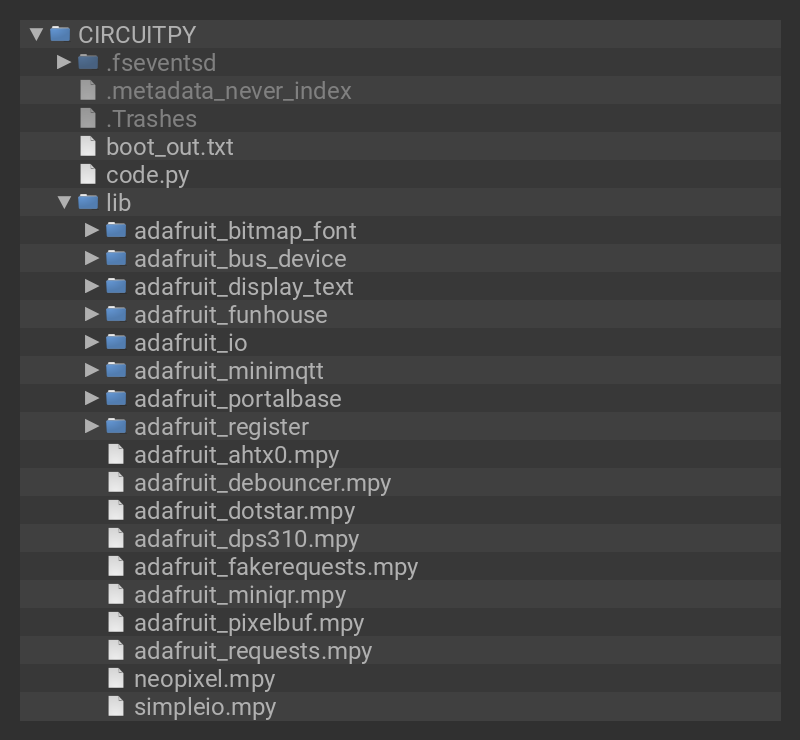 CIRCUITPY
.fseventsd
.metadata_never_index
.Trashes
boot_out.txt
code.py
lib
adafruit_bitmap_font
adafruit_bus_device
adafruit_display_text
adafruit_funhouse
adafruit_io
adafruit_minimqtt
adafruit_portalbase
adafruit_register
adafruit_ahtx0.mpy
adafruit_debouncer.mpy
adafruit_dotstar.mpy
adafruit_dps310.mpy
adafruit_fakerequests.mpy
adafruit_miniqr.mpy
adafruit_pixelbuf.mpy
adafruit_requests.mpy
neopixel.mpy
simpleio.mpy